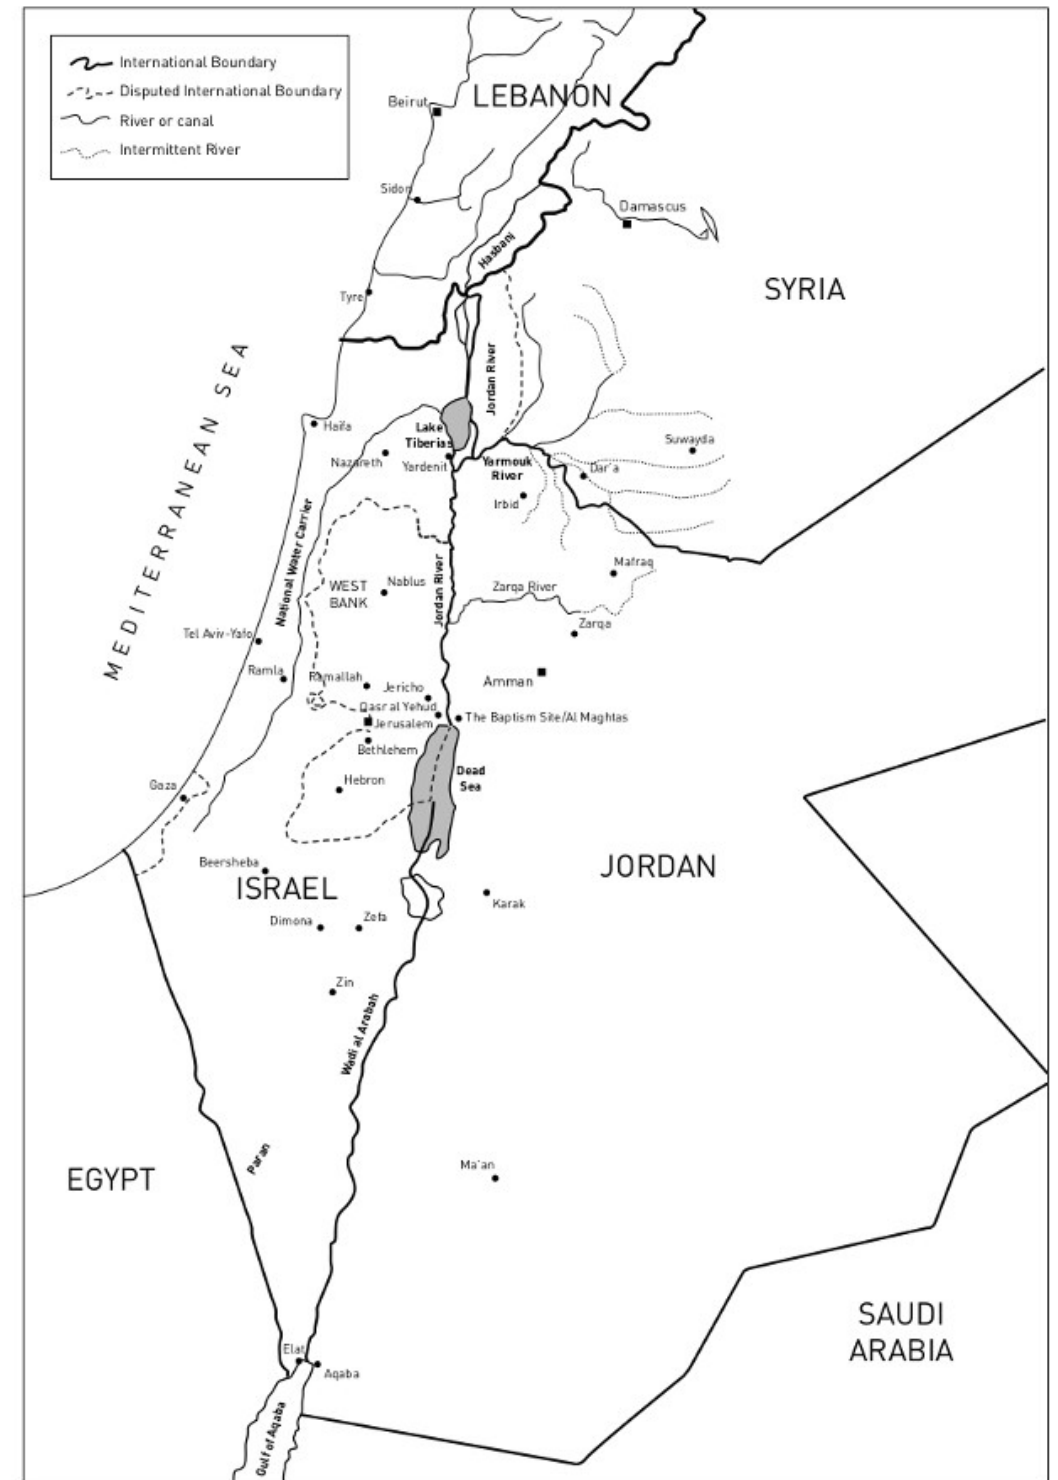 International Boundary
Disputed International Boundary
River or canal
Intermittent River
LEBANON
Beirut
Sidon
Damascus
Hasbani
SYRIA
Tyre
MEDITERRANEAN SEA
Jordan River
Haifa
Lake
Tiberias
Nazareth
Yardenit
Yarmouk
River
Suwayda
Dar'a
Irbid
National Water Carrier
Jordan River
Mafraq
WEST
BANK
Nablus
Zarqa River
Zarqa
Tel Aviv-Yafo
Ramla
Ramallah
Jericho
Amman
Qasr al Yehud
The Baptism Site/Al Maghtas
Jerusalem
Bethlehem
Dead
Sea
Hebron
Gaza
Beersheba
ISRAEL
JORDAN
Karak
Dimona
Zefa
Zin
Wadi al Arabah
Paran
EGYPT
Ma'an
SAUDI
ARABIA
Elat
Aqaba
Gulf of Aqaba